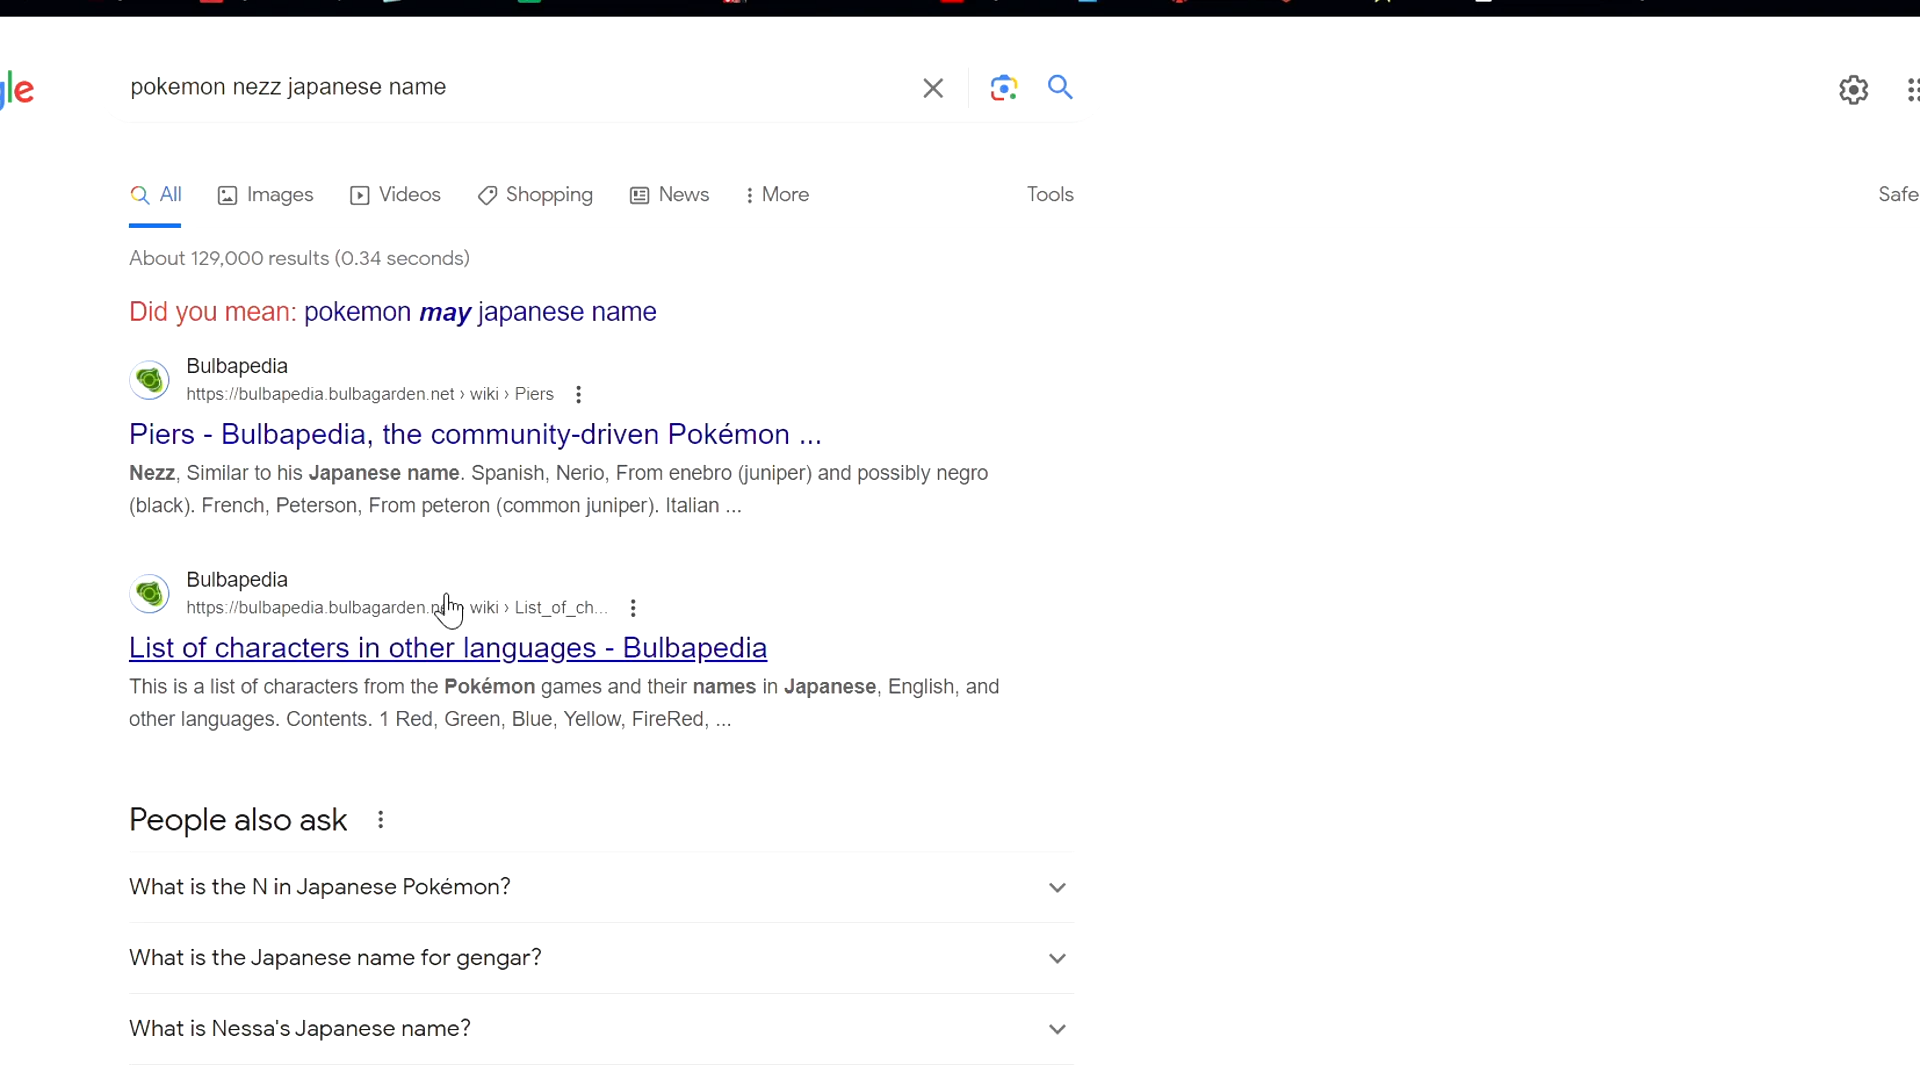 le
pokemon nezz japanese name
All Images Videos Shopping News More Tools Safe
About 129,000 results (0.34 seconds)
Did you mean: pokemon may japanese name
Bulbapedia
https://bulbapedia.bulbagarden.net › wiki › Piers
Piers - Bulbapedia, the community-driven Pokémon ...
Nezz, Similar to his Japanese name. Spanish, Nerio, From enebro (juniper) and possibly negro
(black). French, Peterson, From peteron (common juniper). Italian ...
Bulbapedia
https://bulbapedia.bulbagarden.net wiki › List_of_ch...
List of characters in other languages - Bulbapedia
This is a list of characters from the Pokémon games and their names in Japanese, English, and
other languages. Contents. 1 Red, Green, Blue, Yellow, FireRed, ...
People also ask
What is the N in Japanese Pokémon?
What is the Japanese name for gengar?
What is Nessa's Japanese name?